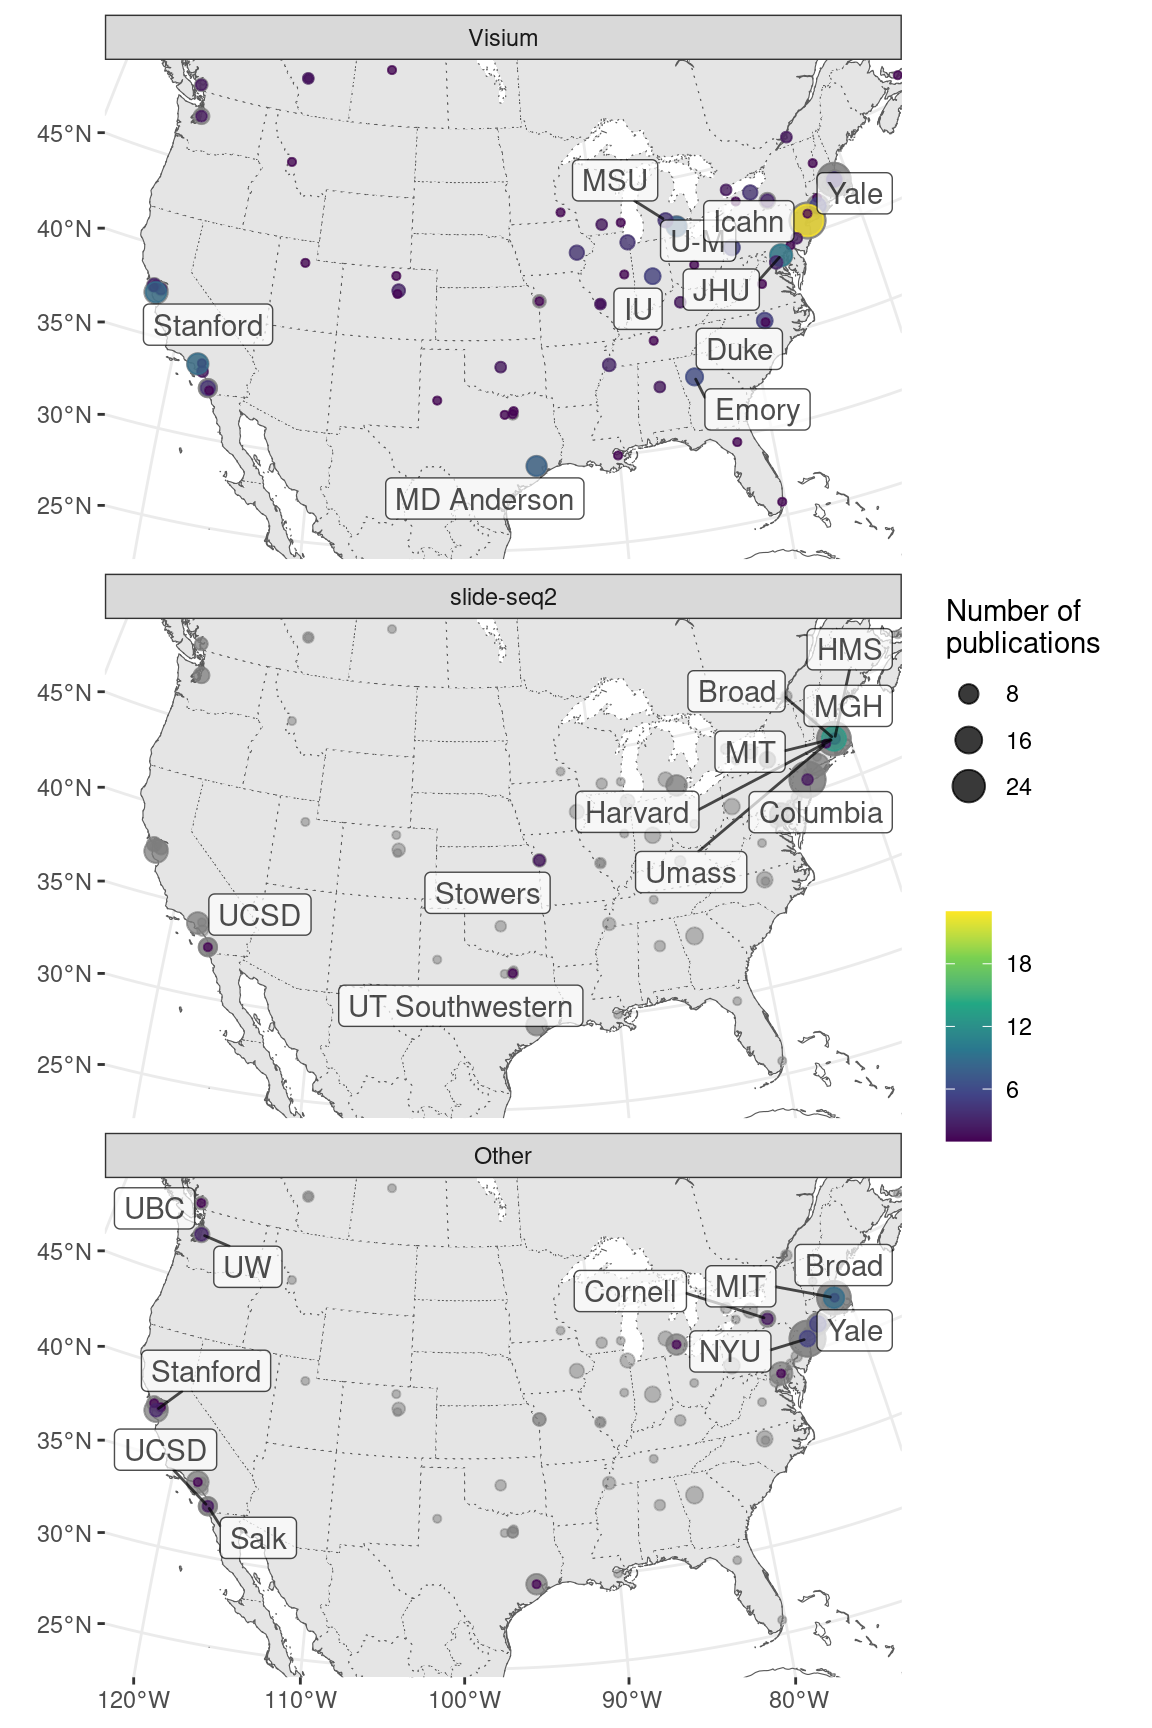 Visium
45°N
40°N
35°N
30°N
25°N
MSU
Yale
Icahn
U-M
JHU
IU
Stanford
Duke
Emory
MD Anderson
slide-seq2
45°N
40°N
35°N
30°N
25°N
HMS
Broad
MGH
MIT
Harvard
Columbia
Umass
Stowers
UCSD
UT Southwestern
Number of
publications
8
16
24
18
12
6
Other
45°N
40°N
35°N
30°N
25°N
UBC
UW
Broad
MIT
Cornell
Yale
NYU
Stanford
UCSD
Salk
120°W
110°W
100°W
90°W
80°W